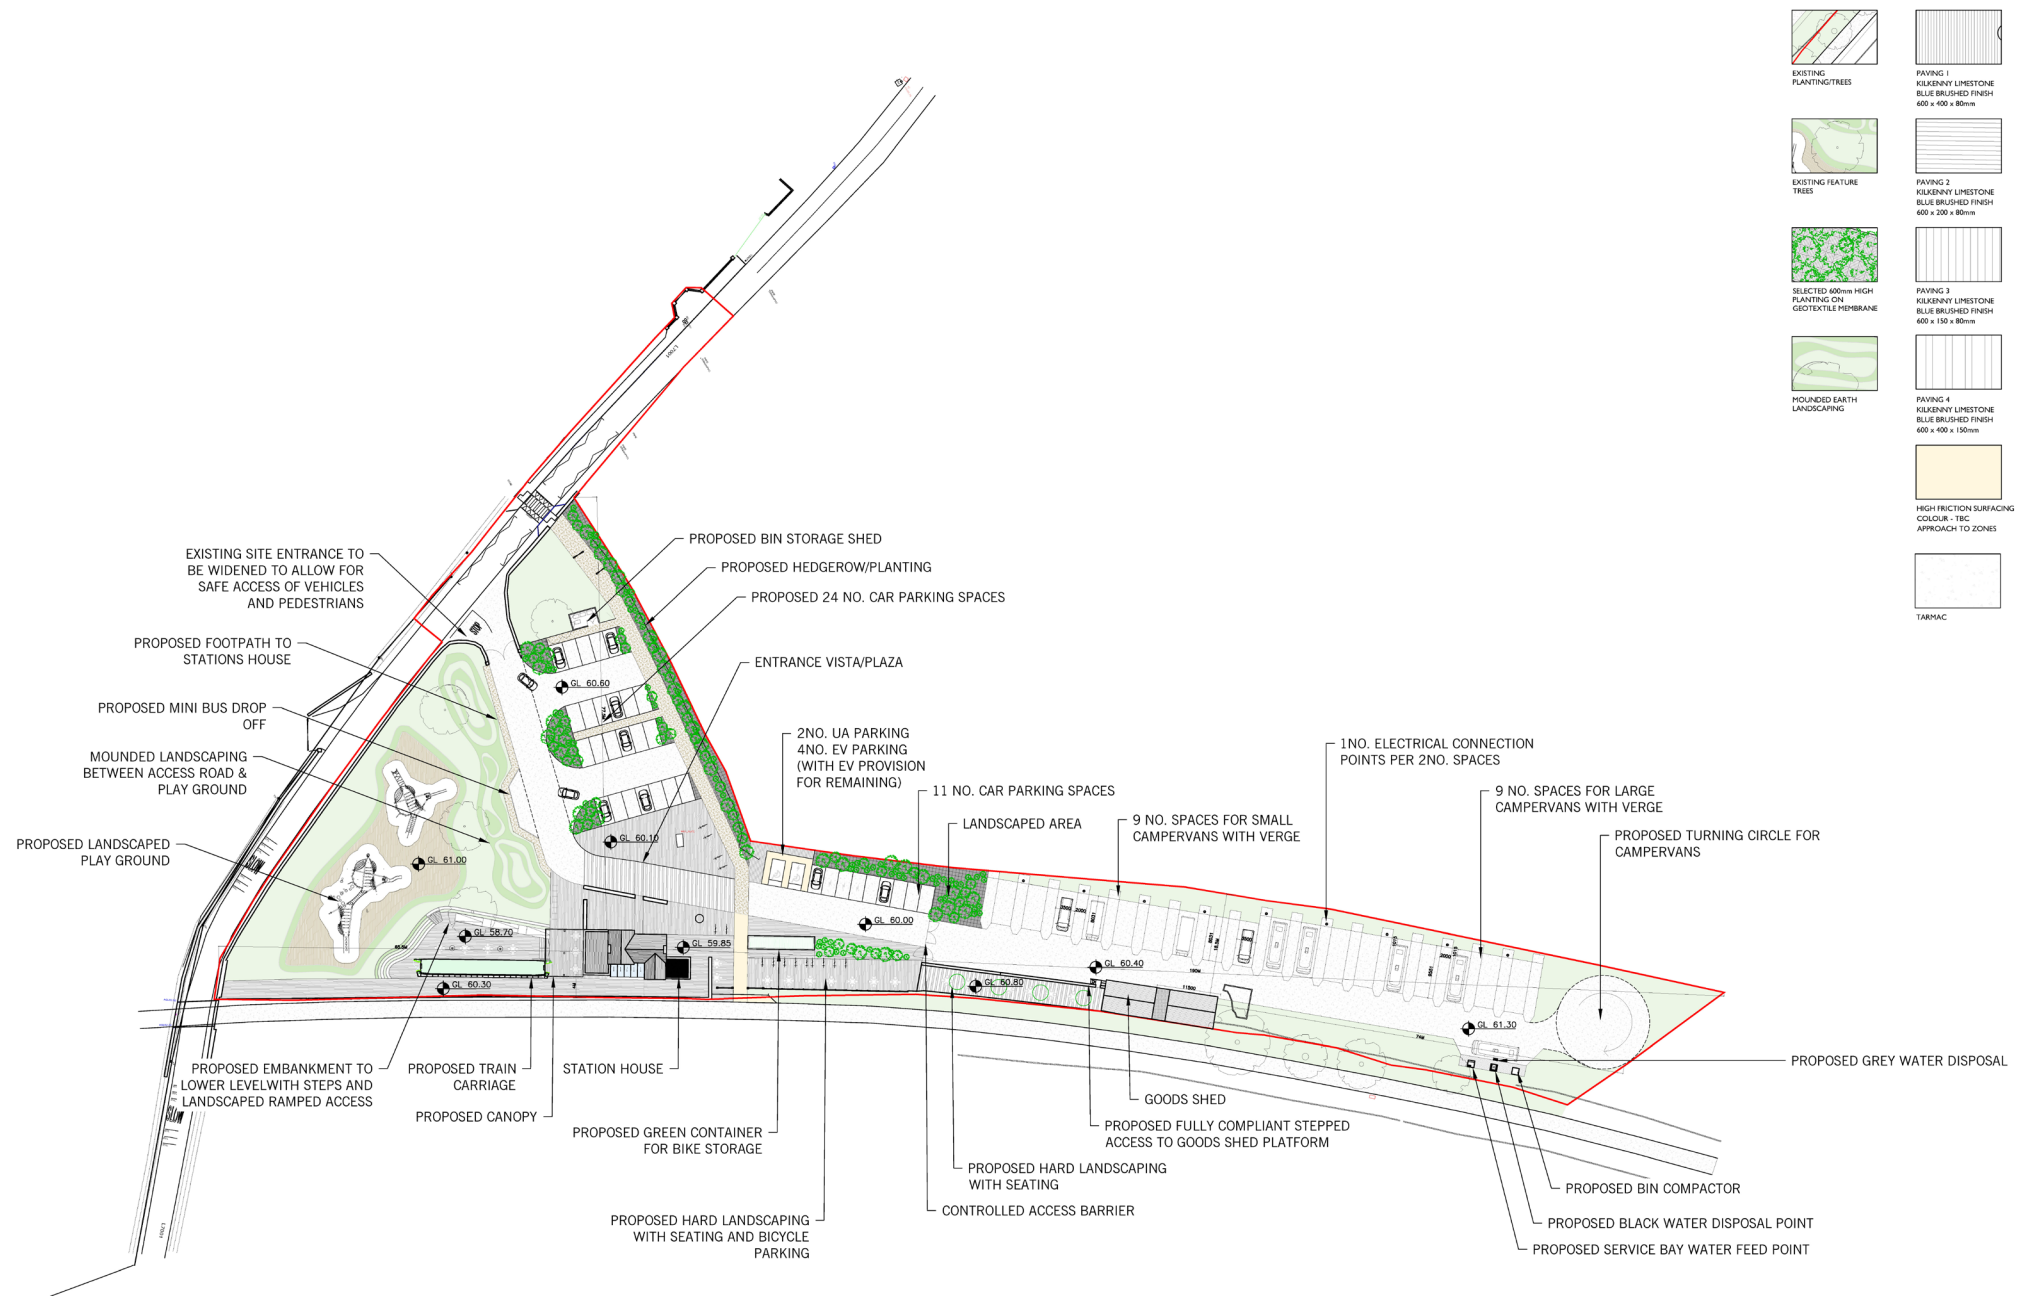 EXISTING
PLANTING/TREES
EXISTING FEATURE
TREES
SELECTED 600mm HIGH
PLANTING ON
GEOTEXTILE MEMBRANE
MOUNDED EARTH
LANDSCAPING
PAVING 1
KILKENNY LIMESTONE
BLUE BRUSHED FINISH
600 x 400 x 80mm
PAVING 2
KILKENNY LIMESTONE
BLUE BRUSHED FINISH
600 x 200 x 80mm
PAVING 3
KILKENNY LIMESTONE
BLUE BRUSHED FINISH
600 x 150 x 80mm
PAVING 4
KILKENNY LIMESTONE
BLUE BRUSHED FINISH
600 x 400 x 150mm
HIGH FRICTION SURFACING
COLOUR - TBC
APPROACH TO ZONES
TARMAC
EXISTING SITE ENTRANCE TO
BE WIDENED TO ALLOW FOR
SAFE ACCESS OF VEHICLES
AND PEDESTRIANS
PROPOSED FOOTPATH TO
STATIONS HOUSE
PROPOSED MINI BUS DROP
OFF
MOUNDED LANDSCAPING
BETWEEN ACCESS ROAD &
PLAY GROUND
PROPOSED LANDSCAPED
PLAY GROUND
PROPOSED BIN STORAGE SHED
PROPOSED HEDGEROW/PLANTING
PROPOSED 24 NO. CAR PARKING SPACES
ENTRANCE VISTA/PLAZA
2NO. UA PARKING
4NO. EV PARKING
(WITH EV PROVISION
FOR REMAINING)
11 NO. CAR PARKING SPACES
LANDSCAPED AREA
9 NO. SPACES FOR SMALL
CAMPERVANS WITH VERGE
1NO. ELECTRICAL CONNECTION
POINTS PER 2NO. SPACES
9 NO. SPACES FOR LARGE
CAMPERVANS WITH VERGE
PROPOSED TURNING CIRCLE FOR
CAMPERVANS
STOP
GL 60.60
GL 60.10
GL 61.00
GL 58.70
GL 59.85
GL 60.30
GL 60.00
GL 60.40
GL 60.80
GL 61.30
L7001
SLOW
L7001
PROPOSED EMBANKMENT TO
LOWER LEVELWITH STEPS AND
LANDSCAPED RAMPED ACCESS
PROPOSED TRAIN
CARRIAGE
PROPOSED CANOPY
STATION HOUSE
PROPOSED GREEN CONTAINER
FOR BIKE STORAGE
PROPOSED HARD LANDSCAPING
WITH SEATING AND BICYCLE
PARKING
CONTROLLED ACCESS BARRIER
PROPOSED HARD LANDSCAPING
WITH SEATING
PROPOSED FULLY COMPLIANT STEPPED
ACCESS TO GOODS SHED PLATFORM
GOODS SHED
PROPOSED GREY WATER DISPOSAL
PROPOSED BIN COMPACTOR
PROPOSED BLACK WATER DISPOSAL POINT
PROPOSED SERVICE BAY WATER FEED POINT